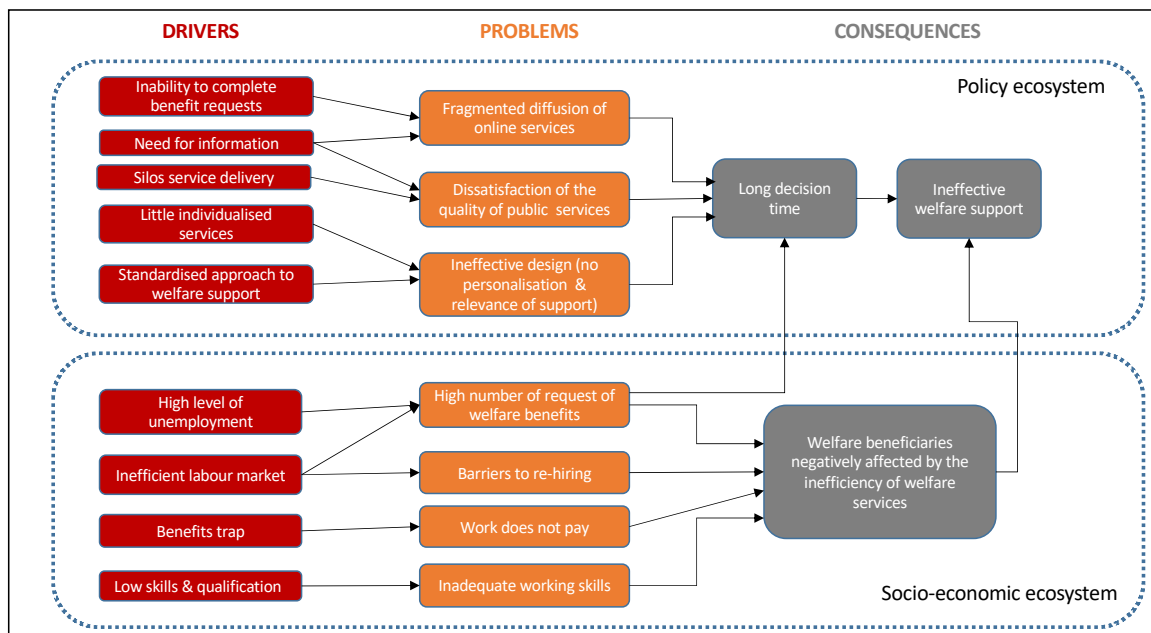 DRIVERS
PROBLEMS
CONSEQUENCES
Policy ecosystem
Inability to complete
benefit requests
Need for information
Silos service delivery
Little individualised
services
Standardised approach to
welfare support
Fragmented diffusion of
online services
Dissatisfaction of the
quality of public services
Ineffective design (no
personalisation & 
relevance of support)
Long decision
time
Ineffective
welfare support
High level of
unemployment
Inefficient labour market
Benefits trap
Low skills & qualification
High number of request of
welfare benefits
Barriers to re-hiring
Work does not pay
Inadequate working skills
Welfare beneficiaries
negatively affected by the
inefficiency of welfare
services
Socio-economic ecosystem